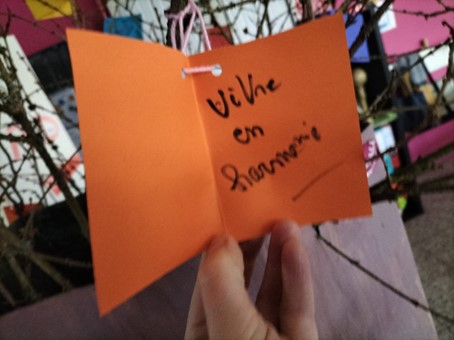 Vivre
en
harmonie